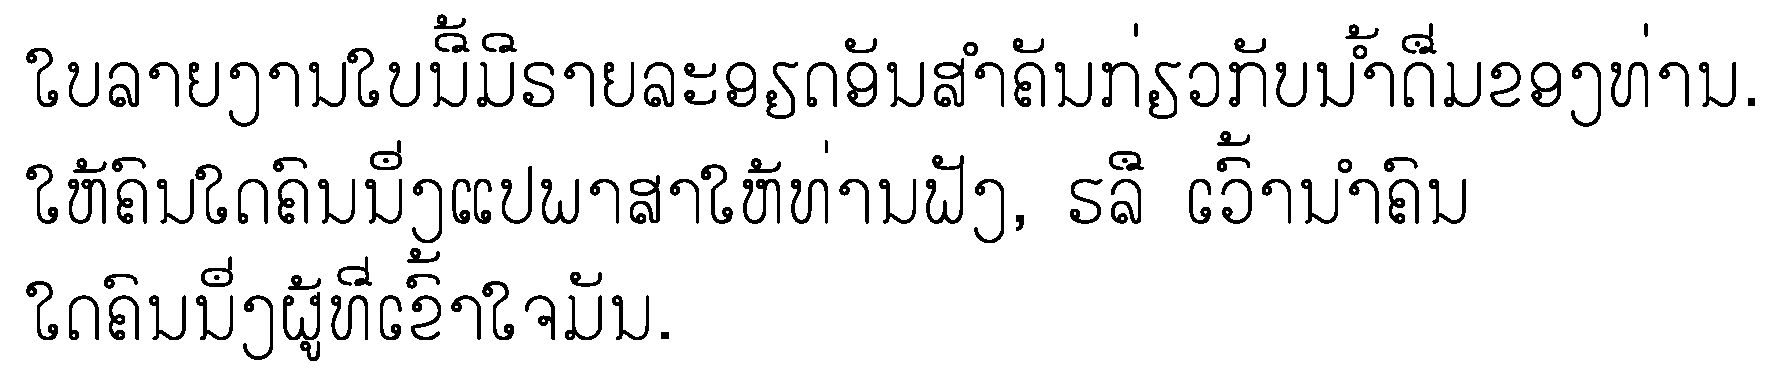 ໃບລາຍງານໃບນີ້ມີຣາຍລະອຽດອັນສຳຄັນກ່ຽວກັບນ້ຳດື່ມຂອງທ່ານ.
ໃຫ້ຄົນໃດຄົນນຶ່ງແປພາສາໃຫ້ທ່ານຟັງ, ຣລື ເວົ້ານຳຄົນ
ໃດຄົນນຶ່ງຜູ້ທີ່ເຂົ້າໃຈມັນ.